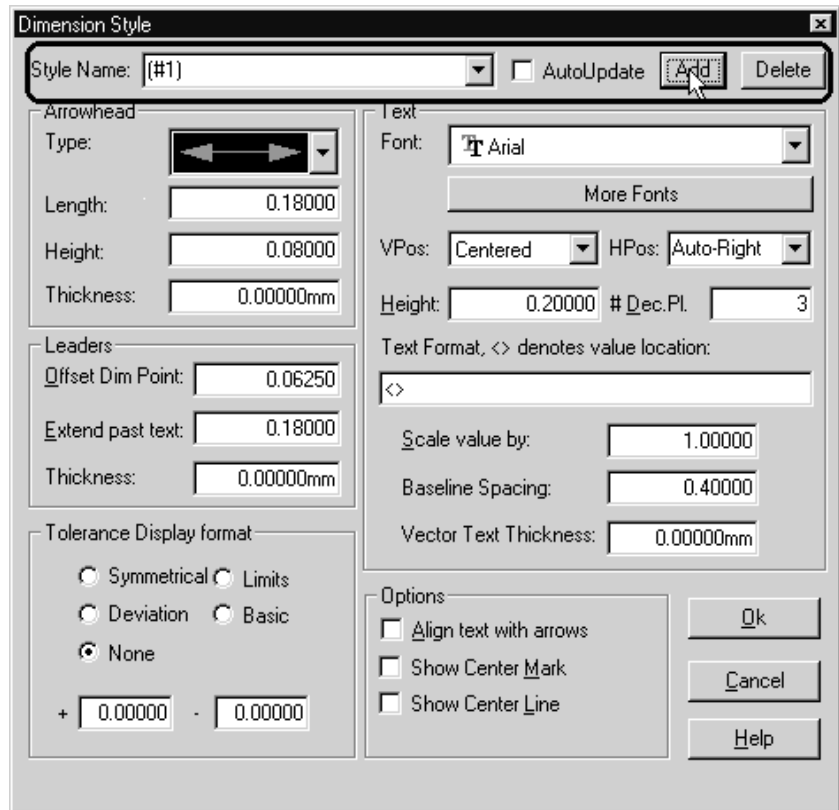 Dimension Style
Style Name: (#1) AutoUpdate Add Delete
Arrowhead
Type:
Length: 0.18000
Height: 0.08000
Thickness: 0.00000mm
Leaders
Offset Dim Point: 0.06250
Extend past text: 0.18000
Thickness: 0.00000mm
Tolerance Display format
Symmetrical Limits
Deviation Basic
None
+ 0.00000 - 0.00000
Text
Font: Arial
More Fonts
VPos: Centered HPos: Auto-Right
Height: 0.20000 # Dec.Pl. 3
Text Format, <> denotes value location:
<>
Scale value by: 1.00000
Baseline Spacing: 0.40000
Vector Text Thickness: 0.00000mm
Options
Align text with arrows
Show Center Mark
Show Center Line
Ok
Cancel
Help